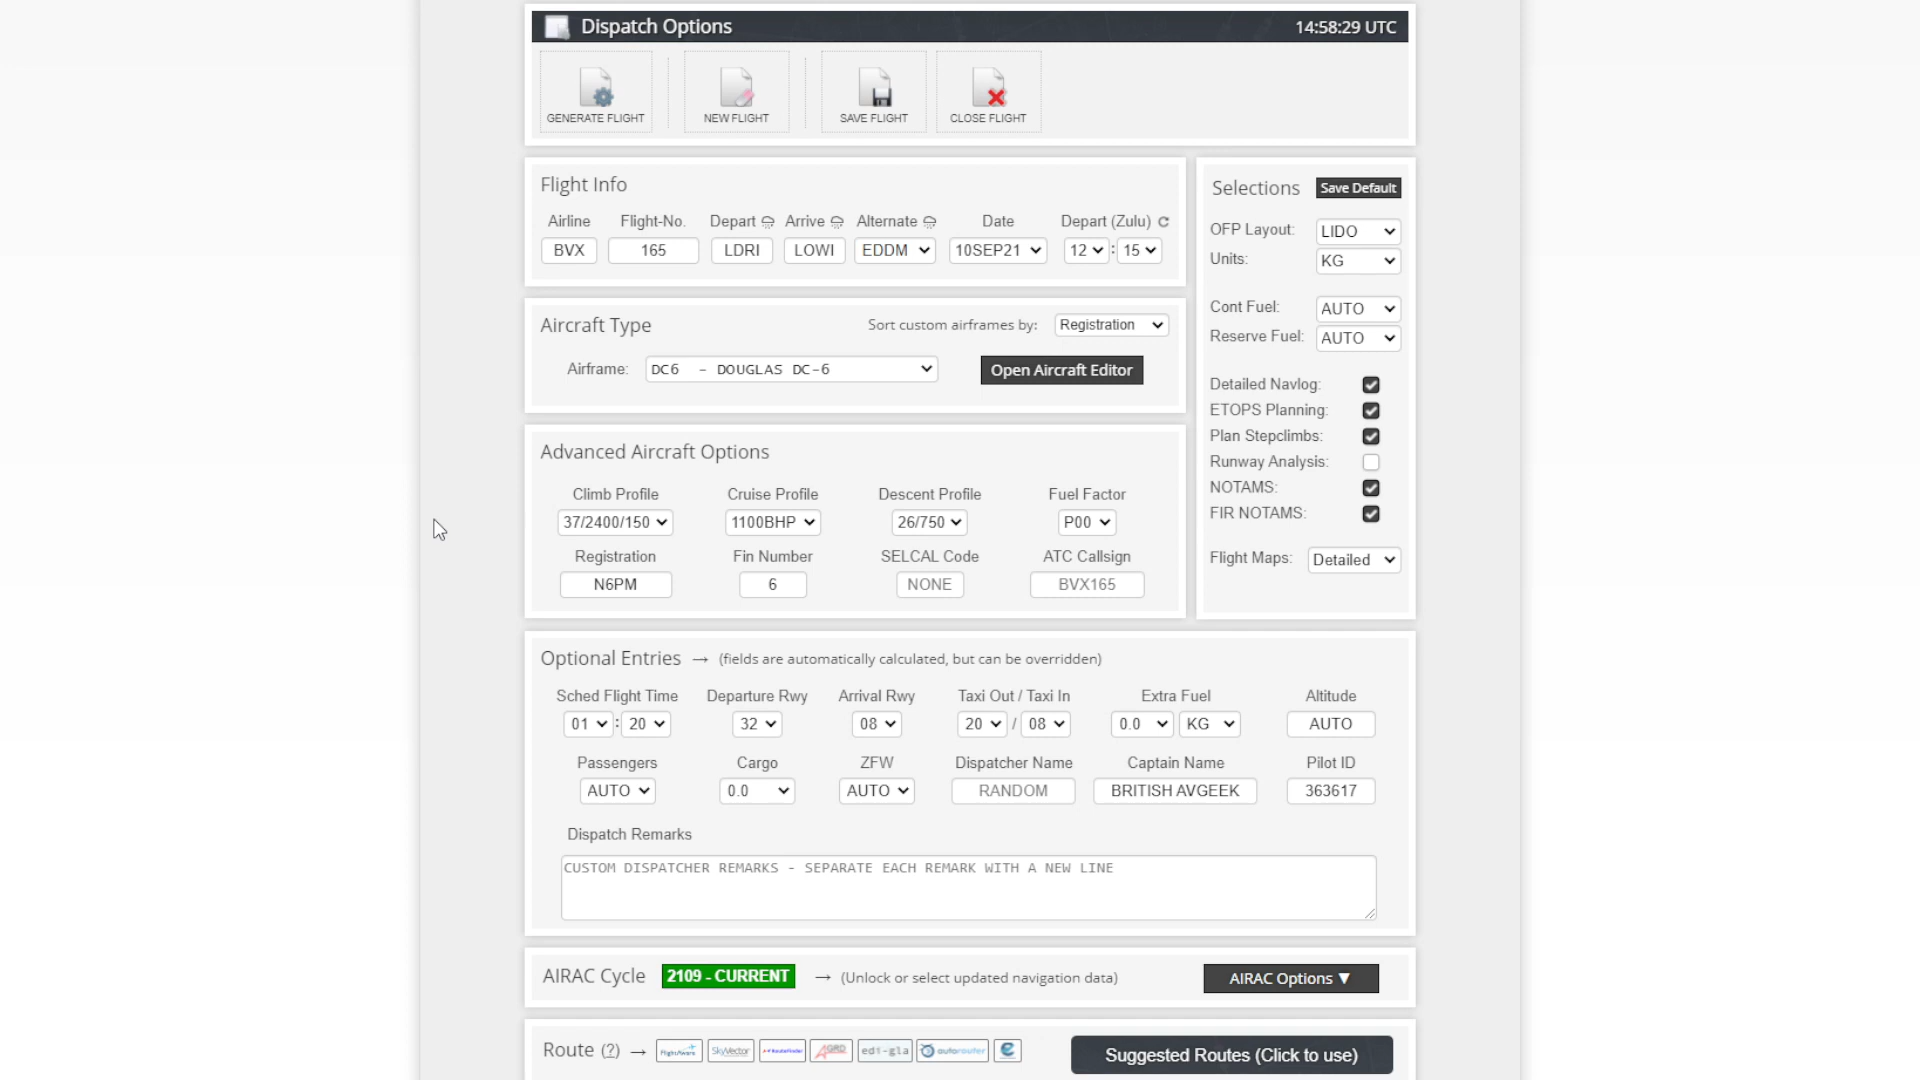 Dispatch Options
14:58:29 UTC
GENERATE FLIGHT
NEW FLIGHT
SAVE FLIGHT
CLOSE FLIGHT
Flight Info
Airline Flight-No. Depart Arrive Alternate Date Depart (Zulu)
BVX 165 LDRI LOWI EDDM 10SEP21 12 : 15
Aircraft Type
Sort custom airframes by: Registration
Airframe: DC6 - DOUGLAS DC-6
Open Aircraft Editor
Advanced Aircraft Options
Climb Profile Cruise Profile Descent Profile Fuel Factor
37/2400/150 1100BHP 26/750 P00
Registration Fin Number SELCAL Code ATC Callsign
N6PM 6 NONE BVX165
Selections Save Default
OFP Layout: LIDO
Units: KG
Cont Fuel: AUTO
Reserve Fuel: AUTO
Detailed Navlog:
ETOPS Planning:
Plan Stepclimbs:
Runway Analysis:
NOTAMS:
FIR NOTAMS:
Flight Maps: Detailed
Optional Entries → (fields are automatically calculated, but can be overridden)
Sched Flight Time Departure Rwy Arrival Rwy Taxi Out / Taxi In Extra Fuel Altitude
01 : 20 32 08 20 / 08 0.0 KG AUTO
Passengers Cargo ZFW Dispatcher Name Captain Name Pilot ID
AUTO 0.0 AUTO RANDOM BRITISH AVGEEK 363617
Dispatch Remarks
CUSTOM DISPATCHER REMARKS - SEPARATE EACH REMARK WITH A NEW LINE
AIRAC Cycle 2109 - CURRENT → (Unlock or select updated navigation data) AIRAC Options ▼
Route (?) → FlightAware SkyVector RouteFinder edi-gla autorouter Suggested Routes (Click to use)